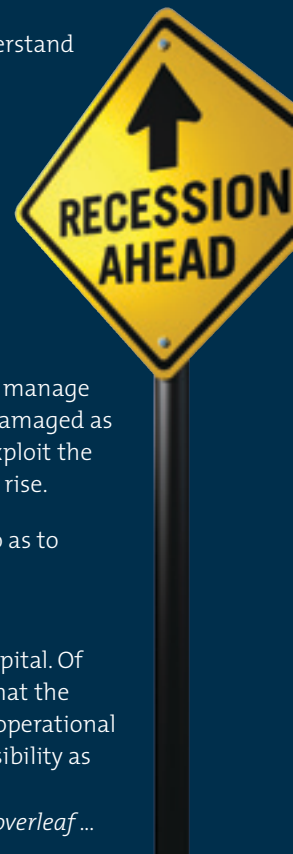 erstand
RECESSION
AHEAD
manage
amaged as
xploit the
rise.
o as to
pital. Of
hat the
operational
sibility as
overleaf ...